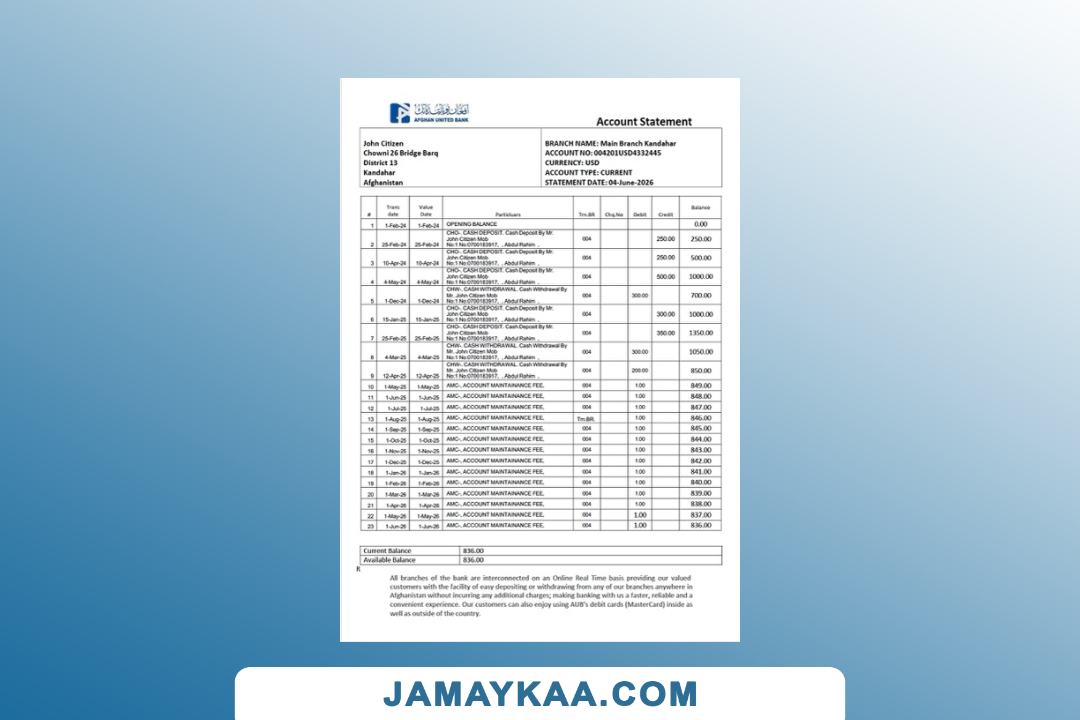 افغان یونایتد بانک
AFGHAN UNITED BANK
Account Statement
John Citizen
Chowni 26 Bridge Barq
District 13
Kandahar
Afghanistan
BRANCH NAME: Main Branch Kandahar
ACCOUNT NO: 004201USD4332445
CURRENCY: USD
ACCOUNT TYPE: CURRENT
STATEMENT DATE: 04-June-2026
# Trans date Value Date Particluars Trn.BR Chq.No Debit Credit Balance
1 1-Feb-24 1-Feb-24 OPENING BALANCE 0.00
2 25-Feb-24 25-Feb-24 CHD-. CASH DEPOSIT. Cash Deposit By Mr. John Citizen Mob No:1 No:0700183917, . Abdul Rahim . 004 250.00 250.00
3 10-Apr-24 10-Apr-24 CHD-. CASH DEPOSIT. Cash Deposit By Mr. John Citizen Mob No:1 No:0700183917, . Abdul Rahim . 004 250.00 500.00
4 4-May-24 4-May-24 CHD-. CASH DEPOSIT. Cash Deposit By Mr. John Citizen Mob No:1 No:0700183917, . Abdul Rahim . 004 500.00 1000.00
5 1-Dec-24 1-Dec-24 CHW-. CASH WITHDRAWAL. Cash Withdrawal By Mr. John Citizen Mob No:1 No:0700183917, . Abdul Rahim . 004 300.00 700.00
6 15-Jan-25 15-Jan-25 CHD-. CASH DEPOSIT. Cash Deposit By Mr. John Citizen Mob No:1 No:0700183917, . Abdul Rahim . 004 300.00 1000.00
7 25-Feb-25 25-Feb-25 CHD-. CASH DEPOSIT. Cash Deposit By Mr. John Citizen Mob No:1 No:0700183917, . Abdul Rahim . 004 350.00 1350.00
8 4-Mar-25 4-Mar-25 CHW-. CASH WITHDRAWAL. Cash Withdrawal By Mr. John Citizen Mob No:1 No:0700183917, . Abdul Rahim . 004 300.00 1050.00
9 12-Apr-25 12-Apr-25 CHW-. CASH WITHDRAWAL. Cash Withdrawal By Mr. John Citizen Mob No:1 No:0700183917, . Abdul Rahim . 004 200.00 850.00
10 1-May-25 1-May-25 AMC-, ACCOUNT MAINTAINANCE FEE, 004 1.00 849.00
11 1-Jun-25 1-Jun-25 AMC-, ACCOUNT MAINTAINANCE FEE, 004 1.00 848.00
12 1-Jul-25 1-Jul-25 AMC-, ACCOUNT MAINTAINANCE FEE, 004 1.00 847.00
13 1-Aug-25 1-Aug-25 AMC-, ACCOUNT MAINTAINANCE FEE, Trn.BR. 1.00 846.00
14 1-Sep-25 1-Sep-25 AMC-, ACCOUNT MAINTAINANCE FEE, 004 1.00 845.00
15 1-Oct-25 1-Oct-25 AMC-, ACCOUNT MAINTAINANCE FEE, 004 1.00 844.00
16 1-Nov-25 1-Nov-25 AMC-, ACCOUNT MAINTAINANCE FEE, 004 1.00 843.00
17 1-Dec-25 1-Dec-25 AMC-, ACCOUNT MAINTAINANCE FEE, 004 1.00 842.00
18 1-Jan-26 1-Jan-26 AMC-, ACCOUNT MAINTAINANCE FEE, 004 1.00 841.00
19 1-Feb-26 1-Feb-26 AMC-, ACCOUNT MAINTAINANCE FEE, 004 1.00 840.00
20 1-Mar-26 1-Mar-26 AMC-, ACCOUNT MAINTAINANCE FEE, 004 1.00 839.00
21 1-Apr-26 1-Apr-26 AMC-, ACCOUNT MAINTAINANCE FEE, 004 1.00 838.00
22 1-May-26 1-May-26 AMC-, ACCOUNT MAINTAINANCE FEE, 004 1.00 837.00
23 1-Jun-26 1-Jun-26 AMC-, ACCOUNT MAINTAINANCE FEE, 004 1.00 836.00
Current Balance 836.00
Available Balance 836.00
R
All branches of the bank are interconnected on an Online Real Time basis providing our valued
customers with the facility of easy depositing or withdrawing from any of our branches anywhere in
Afghanistan without incurring any additional charges; making banking with us a faster, reliable and a
convenient experience. Our customers can also enjoy using AUB's debit cards (MasterCard) inside as
well as outside of the country.
JAMAYKAA.COM